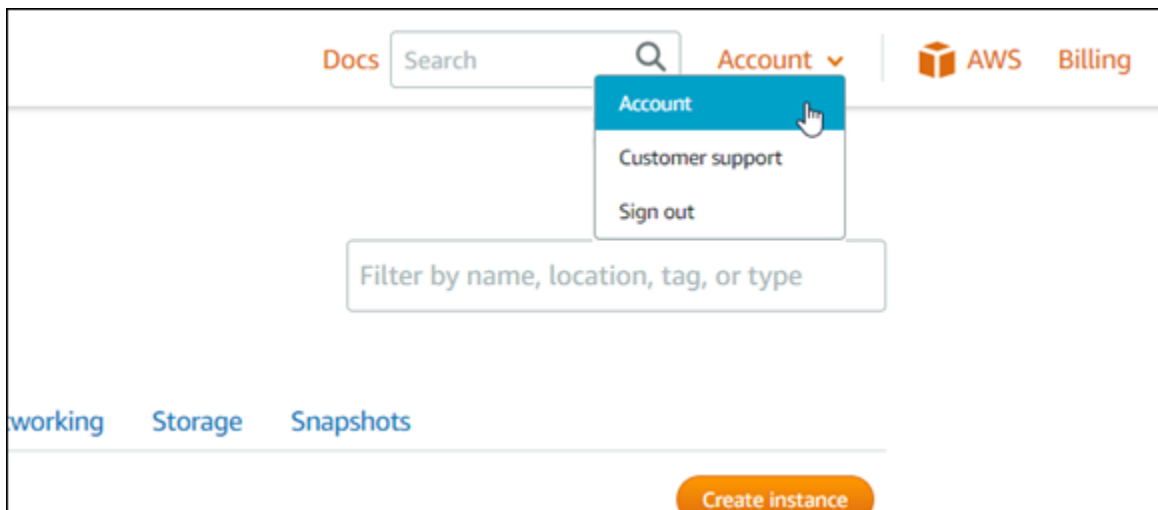 Docs Search Account AWS Billing
Account
Customer support
Sign out
Filter by name, location, tag, or type
Storage Snapshots
Create instance